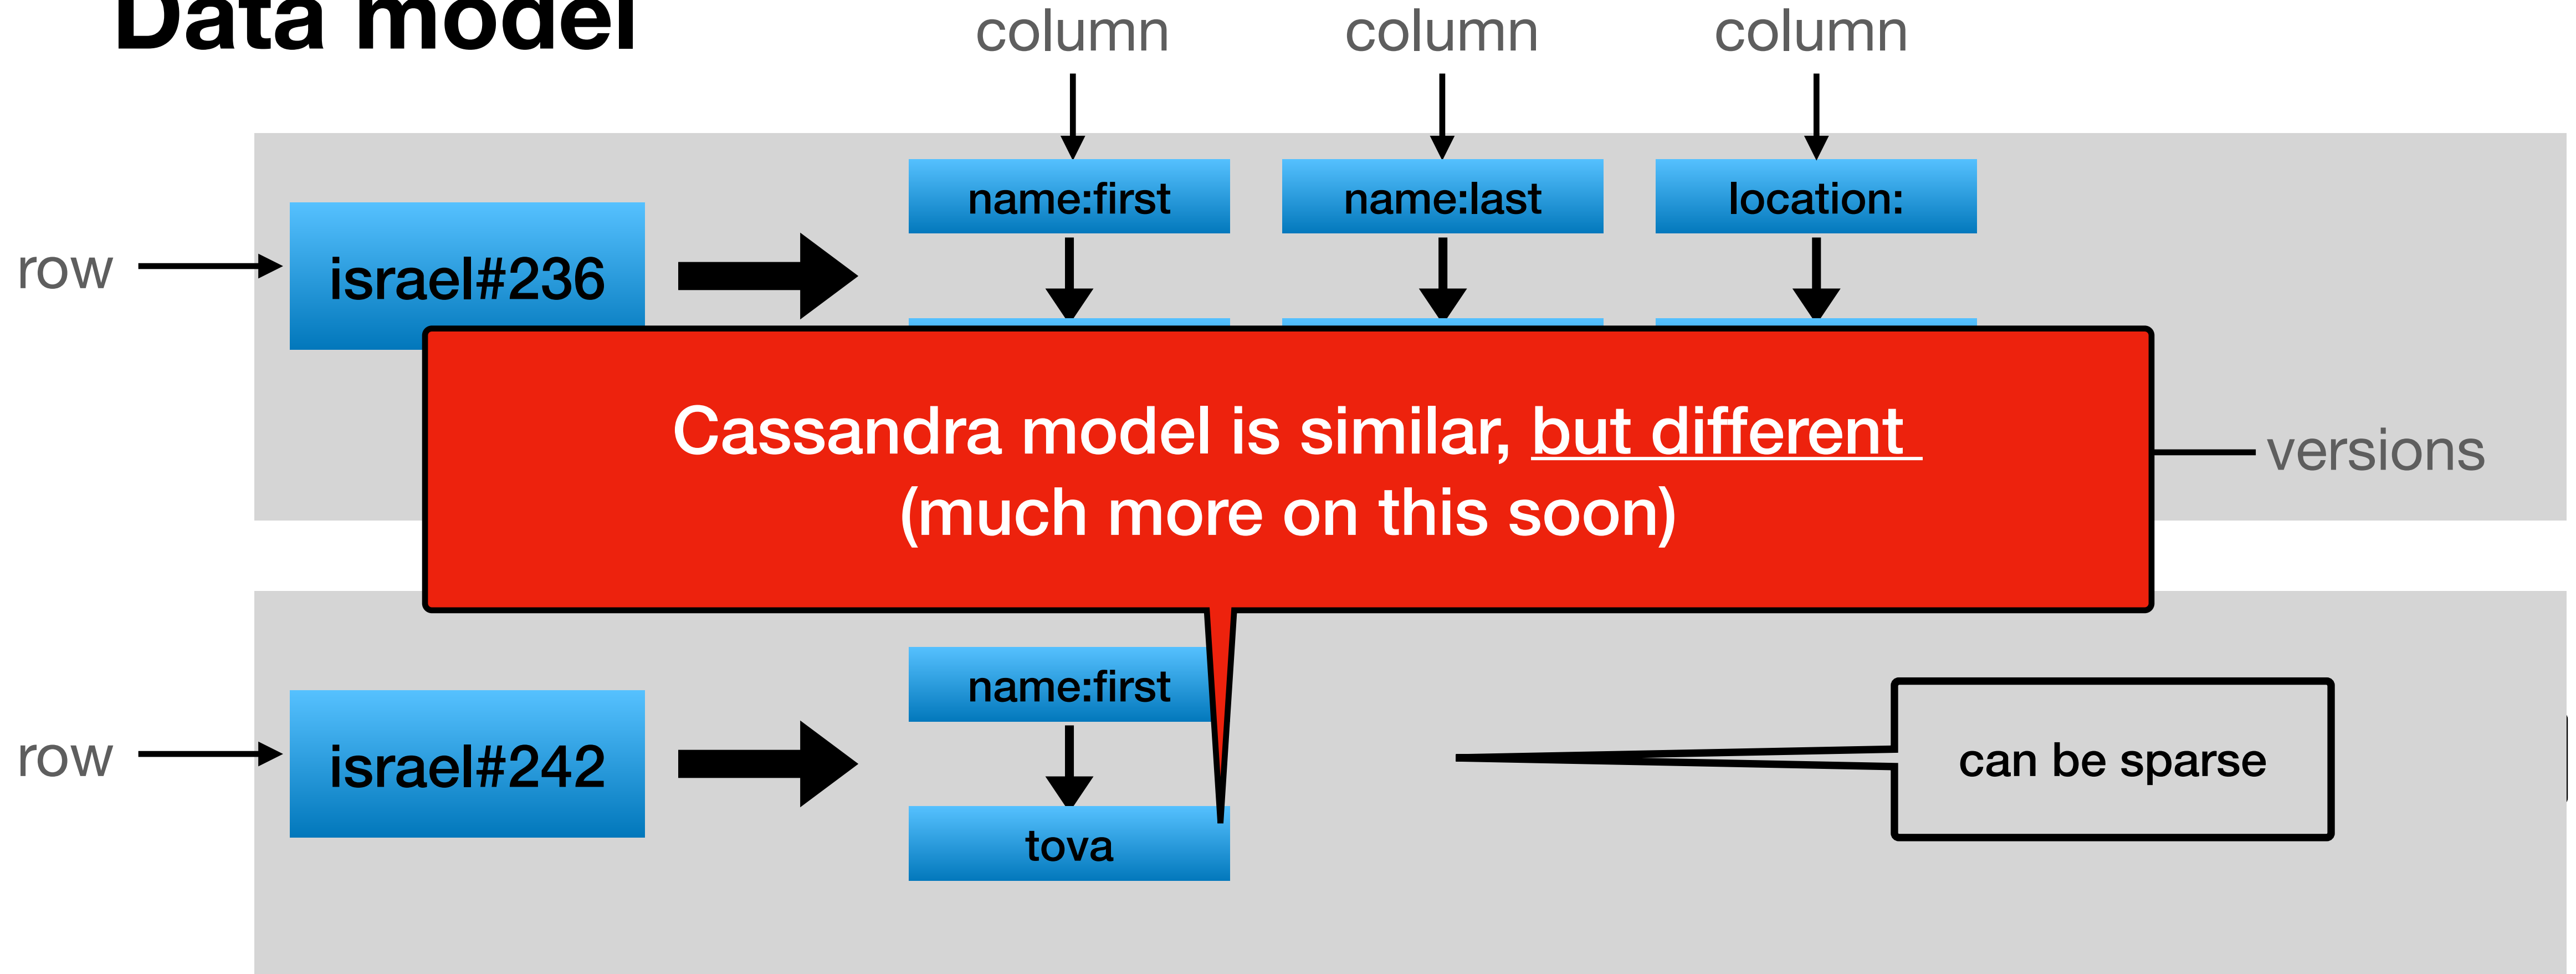 Data model
column column column
name:first name:last location:
row israel#236
Cassandra model is similar, but different
(much more on this soon)
versions
name:first
row israel#242
can be sparse
tova